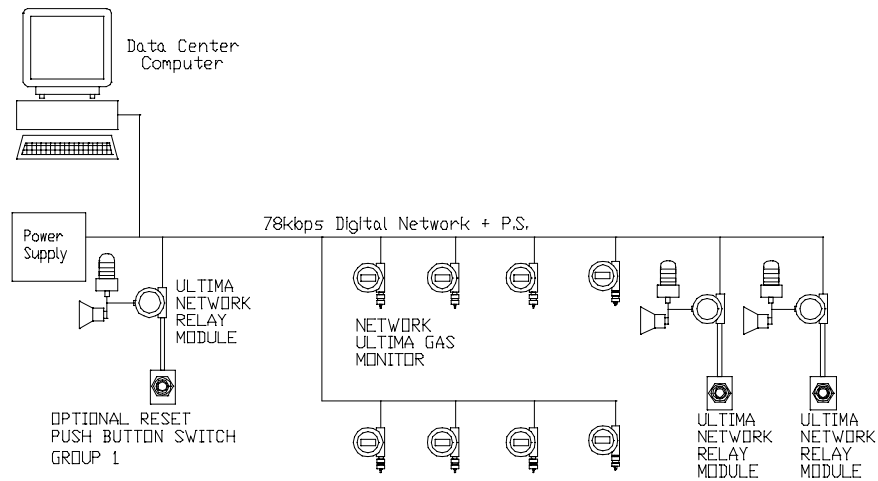 Data Center
Computer
78kbps Digital Network + P.S.
Power
Supply
ULTIMA
NETWORK
RELAY
MODULE
NETWORK
ULTIMA GAS
MONITOR
OPTIONAL RESET
PUSH BUTTON SWITCH
GROUP 1
ULTIMA
NETWORK
RELAY
MODULE
ULTIMA
NETWORK
RELAY
MODULE